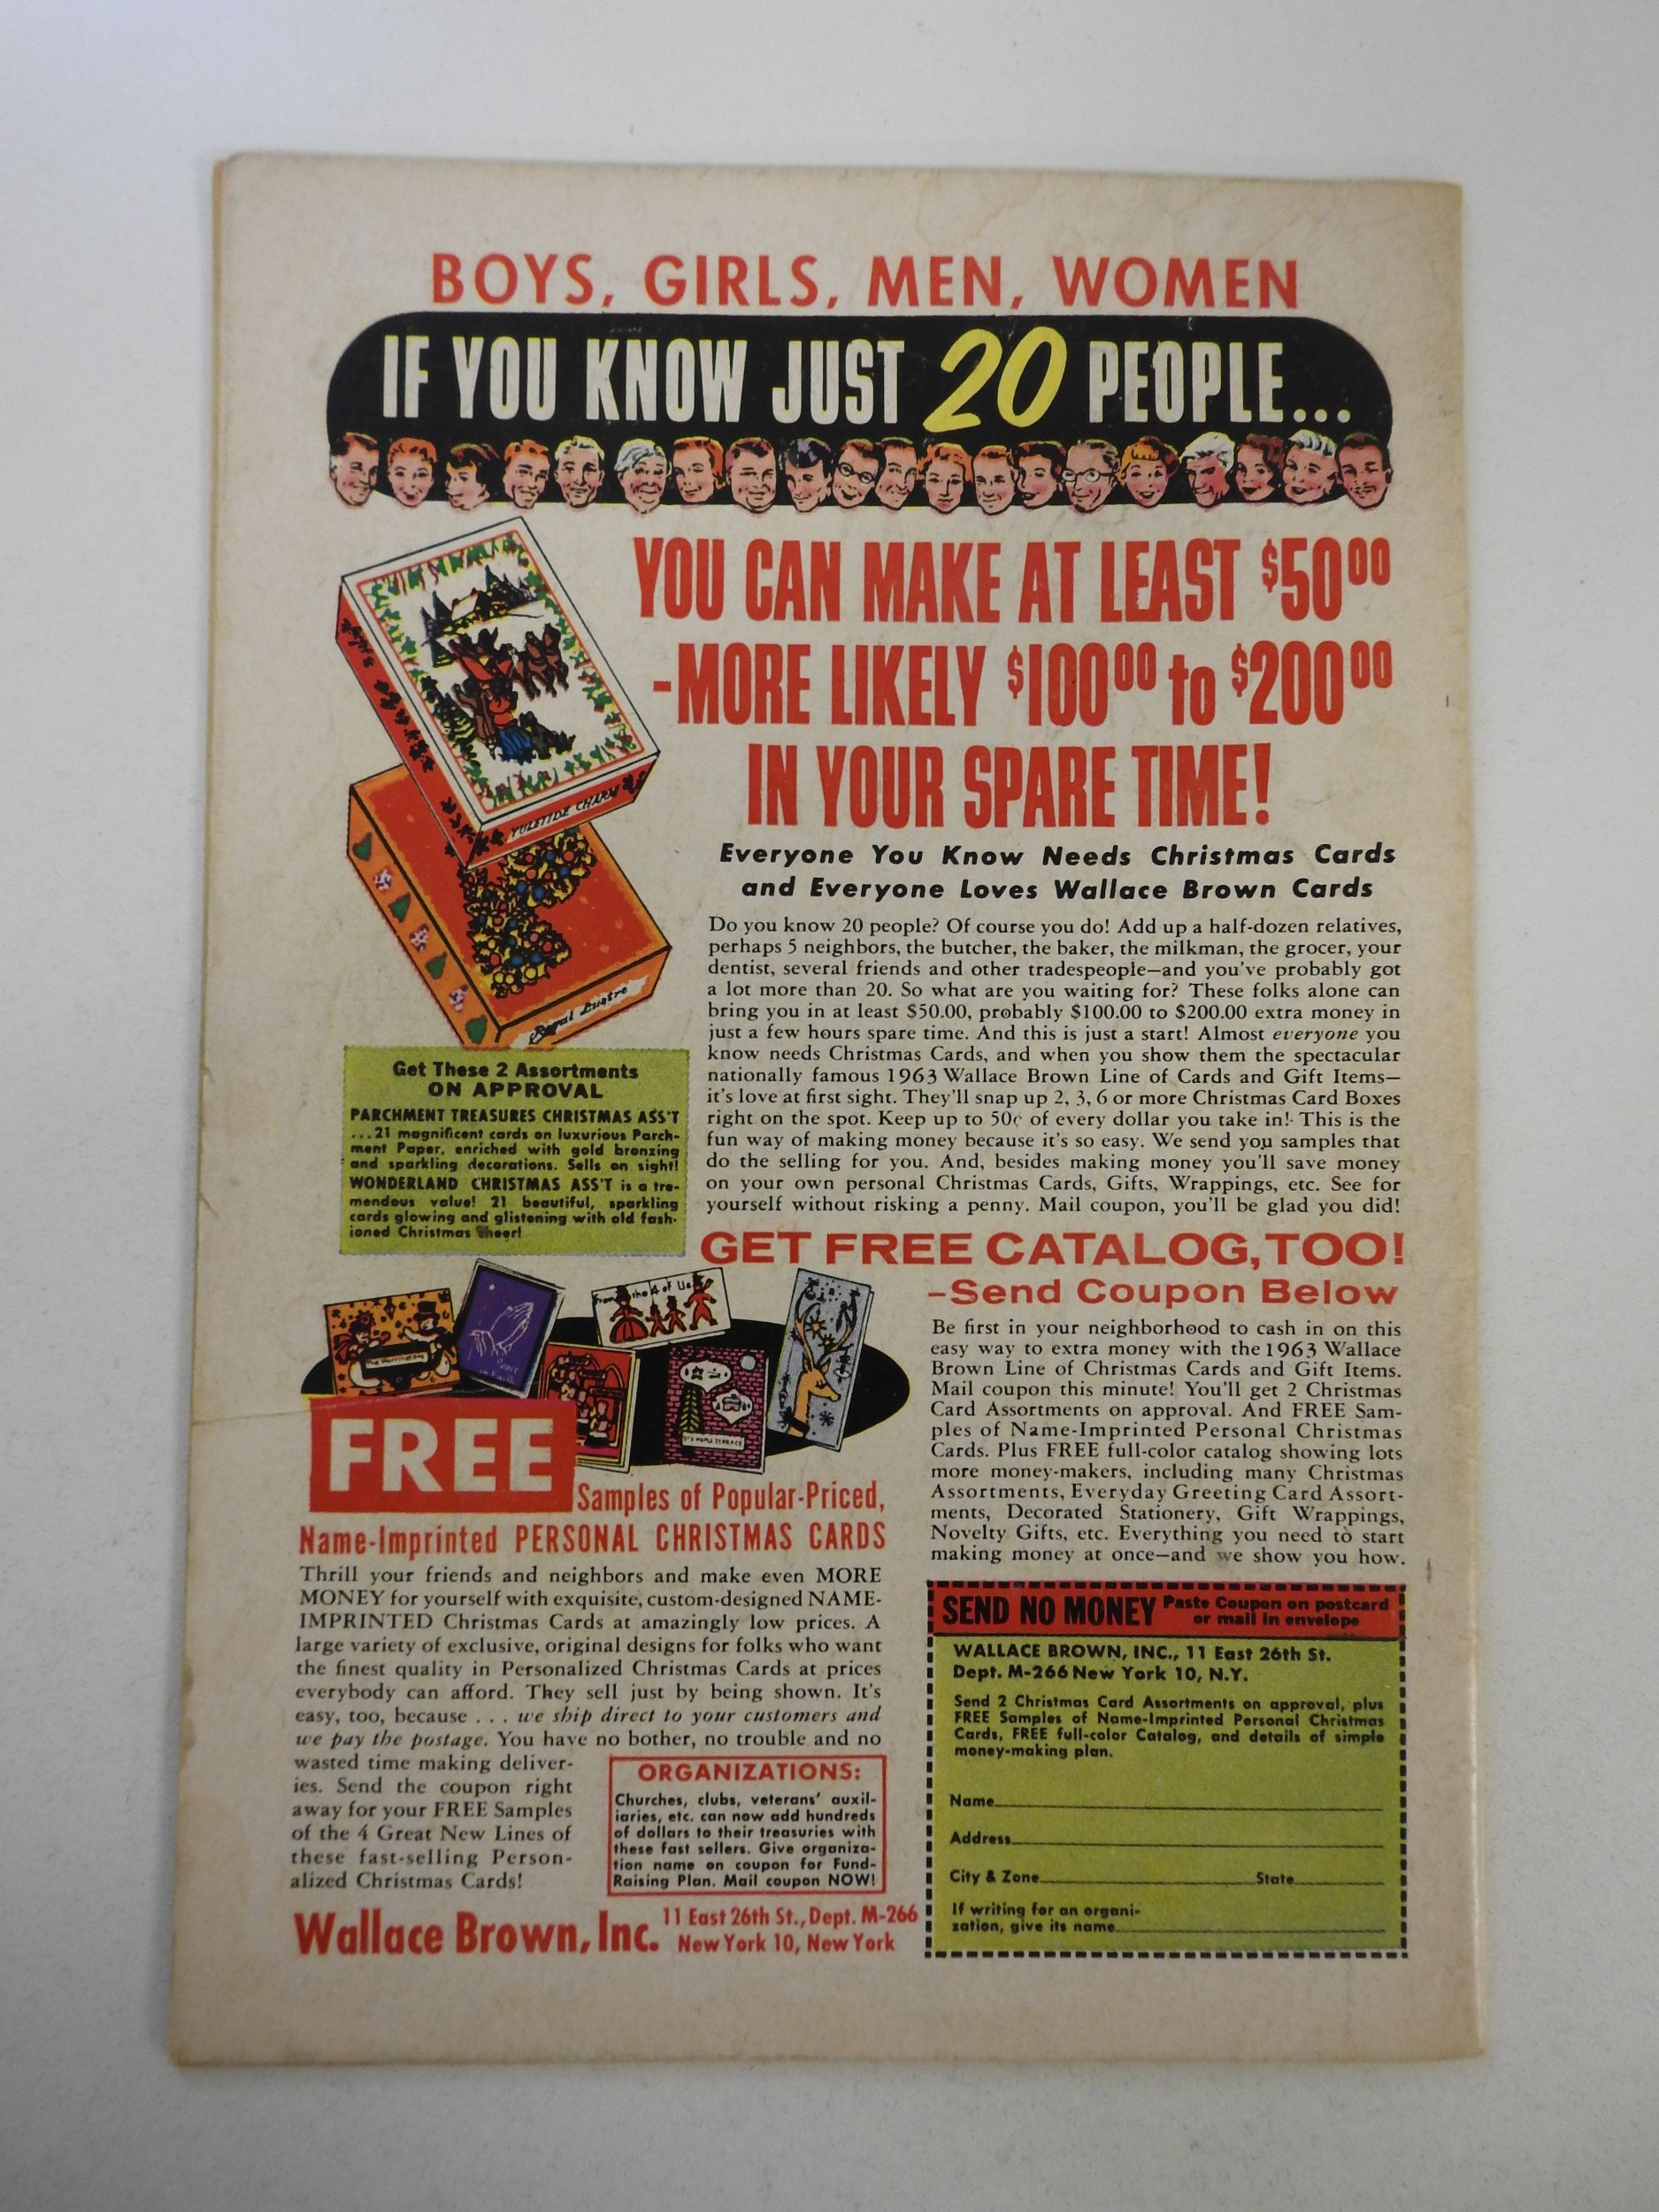 BOYS, GIRLS, MEN, WOMEN
IF YOU KNOW JUST 20 PEOPLE...
YOU CAN MAKE AT LEAST $50⁰⁰
-MORE LIKELY $100⁰⁰ to $200⁰⁰
IN YOUR SPARE TIME!
YULETIDE CHARM
Royal Lustre
Everyone You Know Needs Christmas Cards
and Everyone Loves Wallace Brown Cards
Do you know 20 people? Of course you do! Add up a half-dozen relatives,
perhaps 5 neighbors, the butcher, the baker, the milkman, the grocer, your
dentist, several friends and other tradespeople—and you've probably got
a lot more than 20. So what are you waiting for? These folks alone can
bring you in at least $50.00, probably $100.00 to $200.00 extra money in
just a few hours spare time. And this is just a start! Almost everyone you
know needs Christmas Cards, and when you show them the spectacular
nationally famous 1963 Wallace Brown Line of Cards and Gift Items—
it's love at first sight. They'll snap up 2, 3, 6 or more Christmas Card Boxes
right on the spot. Keep up to 50¢ of every dollar you take in! This is the
fun way of making money because it's so easy. We send you samples that
do the selling for you. And, besides making money you'll save money
on your own personal Christmas Cards, Gifts, Wrappings, etc. See for
yourself without risking a penny. Mail coupon, you'll be glad you did!
Get These 2 Assortments
ON APPROVAL
PARCHMENT TREASURES CHRISTMAS ASS'T
...21 magnificent cards on luxurious Parch-
ment Paper, enriched with gold bronzing
and sparkling decorations. Sells on sight!
WONDERLAND CHRISTMAS ASS'T is a tre-
mendous value! 21 beautiful, sparkling
cards glowing and glistening with old fash-
ioned Christmas cheer!
GET FREE CATALOG, TOO!
—Send Coupon Below
Be first in your neighborhood to cash in on this
easy way to extra money with the 1963 Wallace
Brown Line of Christmas Cards and Gift Items.
Mail coupon this minute! You'll get 2 Christmas
Card Assortments on approval. And FREE Sam-
ples of Name-Imprinted Personal Christmas
Cards. Plus FREE full-color catalog showing lots
more money-makers, including many Christmas
Assortments, Everyday Greeting Card Assort-
ments, Decorated Stationery, Gift Wrappings,
Novelty Gifts, etc. Everything you need to start
making money at once—and we show you how.
From the 4 of Us
Peace on Earth
FREE
Samples of Popular-Priced,
Name-Imprinted PERSONAL CHRISTMAS CARDS
Thrill your friends and neighbors and make even MORE
MONEY for yourself with exquisite, custom-designed NAME-
IMPRINTED Christmas Cards at amazingly low prices. A
large variety of exclusive, original designs for folks who want
the finest quality in Personalized Christmas Cards at prices
everybody can afford. They sell just by being shown. It's
easy, too, because . . . we ship direct to your customers and
we pay the postage. You have no bother, no trouble and no
wasted time making deliver-
ies. Send the coupon right
away for your FREE Samples
of the 4 Great New Lines of
these fast-selling Person-
alized Christmas Cards!
ORGANIZATIONS:
Churches, clubs, veterans' auxil-
iaries, etc. can now add hundreds
of dollars to their treasuries with
these fast sellers. Give organiza-
tion name on coupon for Fund-
Raising Plan. Mail coupon NOW!
Wallace Brown, Inc. 11 East 26th St., Dept. M-266
New York 10, New York
SEND NO MONEY Paste Coupon on postcard
or mail in envelope
WALLACE BROWN, INC., 11 East 26th St.
Dept. M-266 New York 10, N.Y.
Send 2 Christmas Card Assortments on approval, plus
FREE Samples of Name-Imprinted Personal Christmas
Cards, FREE full-color Catalog, and details of simple
money-making plan.
Name
Address
City & Zone State
If writing for an organi-
zation, give its name